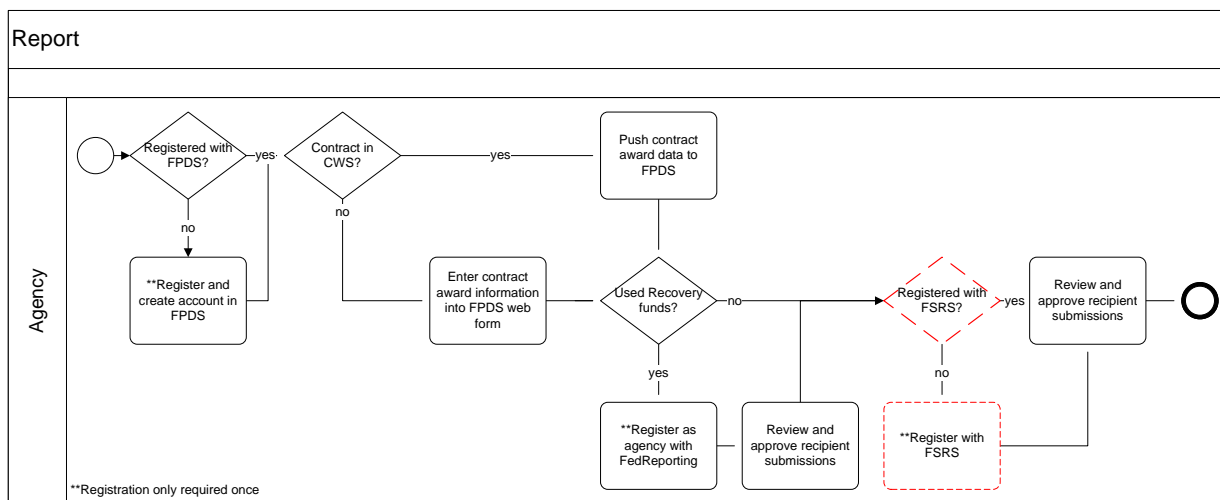 Report
Agency
Registered with
FPDS?
yes
no
**Register and
create account in
FPDS
Contract in
CWS?
yes
no
Push contract
award data to
FPDS
Enter contract
award information
into FPDS web
form
Used Recovery
funds?
no
yes
**Register as
agency with
FedReporting
Review and
approve recipient
submissions
Registered with
FSRS?
yes
no
**Register with
FSRS
Review and
approve recipient
submissions
**Registration only required once